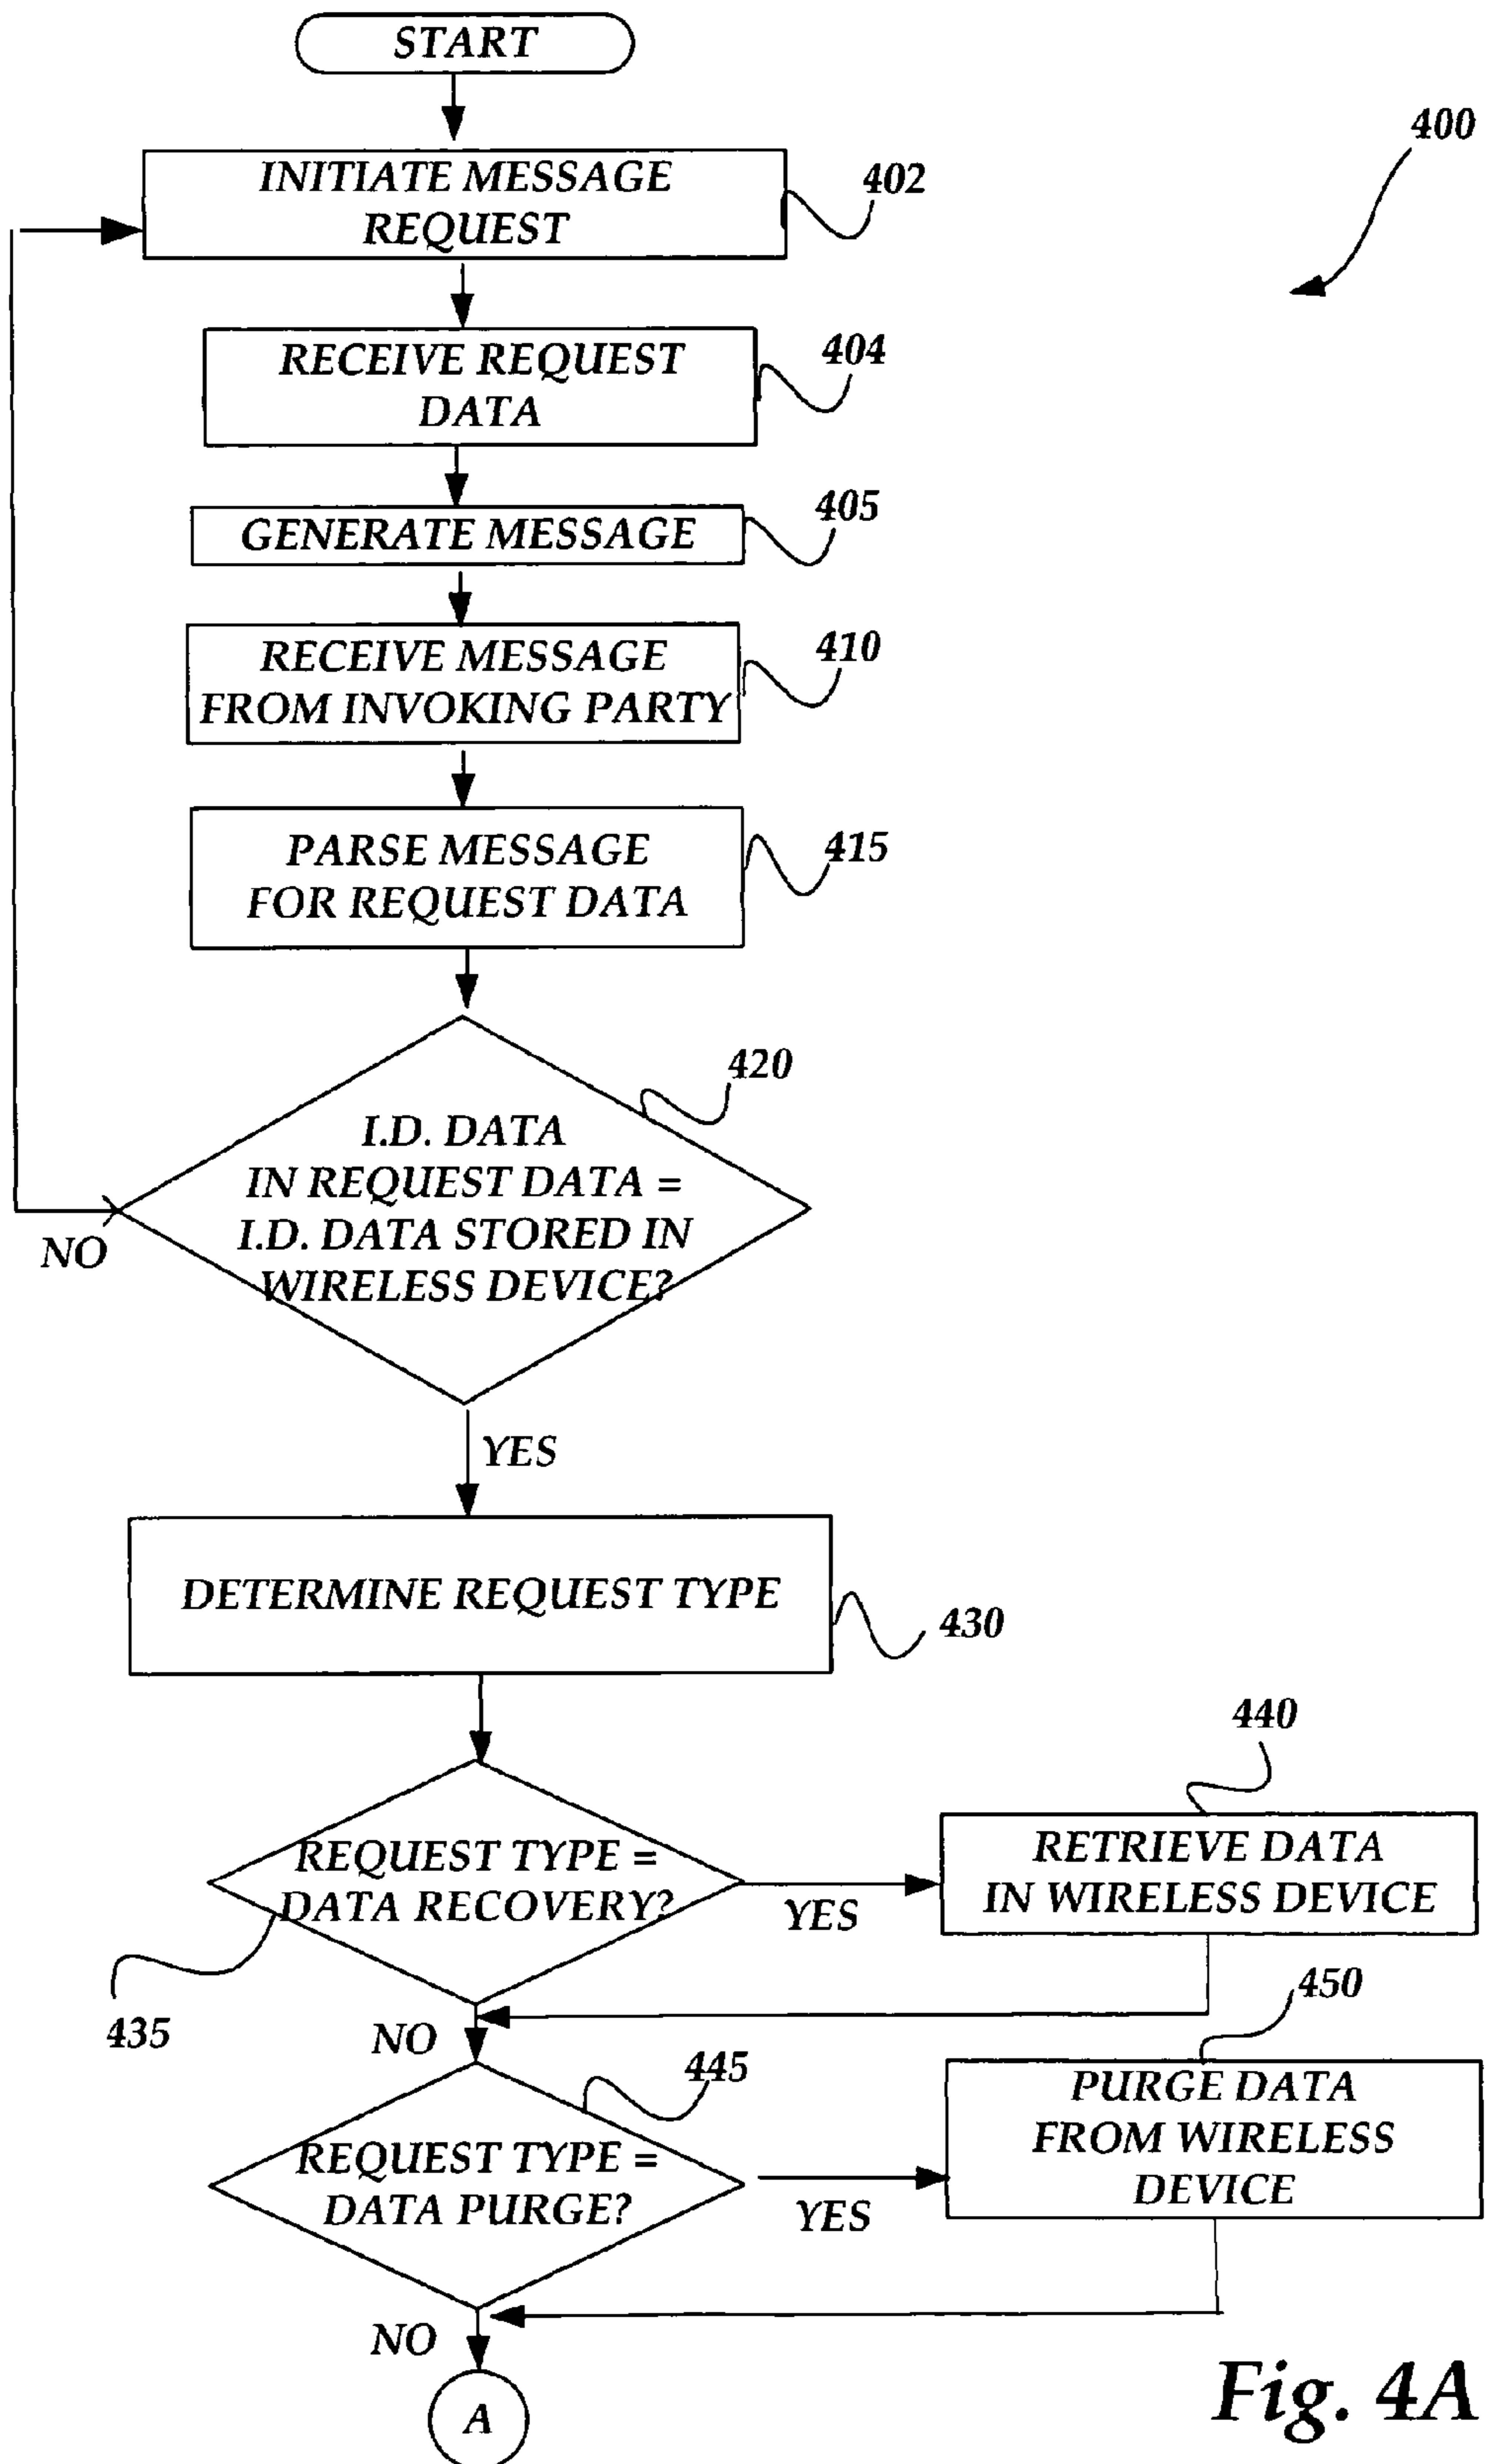 START
400
INITIATE MESSAGE
REQUEST
402
RECEIVE REQUEST
DATA
404
GENERATE MESSAGE
405
RECEIVE MESSAGE
FROM INVOKING PARTY
410
PARSE MESSAGE
FOR REQUEST DATA
415
420
I.D. DATA
IN REQUEST DATA =
I.D. DATA STORED IN
WIRELESS DEVICE?
NO
YES
DETERMINE REQUEST TYPE
430
440
REQUEST TYPE =
DATA RECOVERY?
YES
RETRIEVE DATA
IN WIRELESS DEVICE
435
NO
450
445
REQUEST TYPE =
DATA PURGE?
YES
PURGE DATA
FROM WIRELESS
DEVICE
NO
A
Fig. 4A